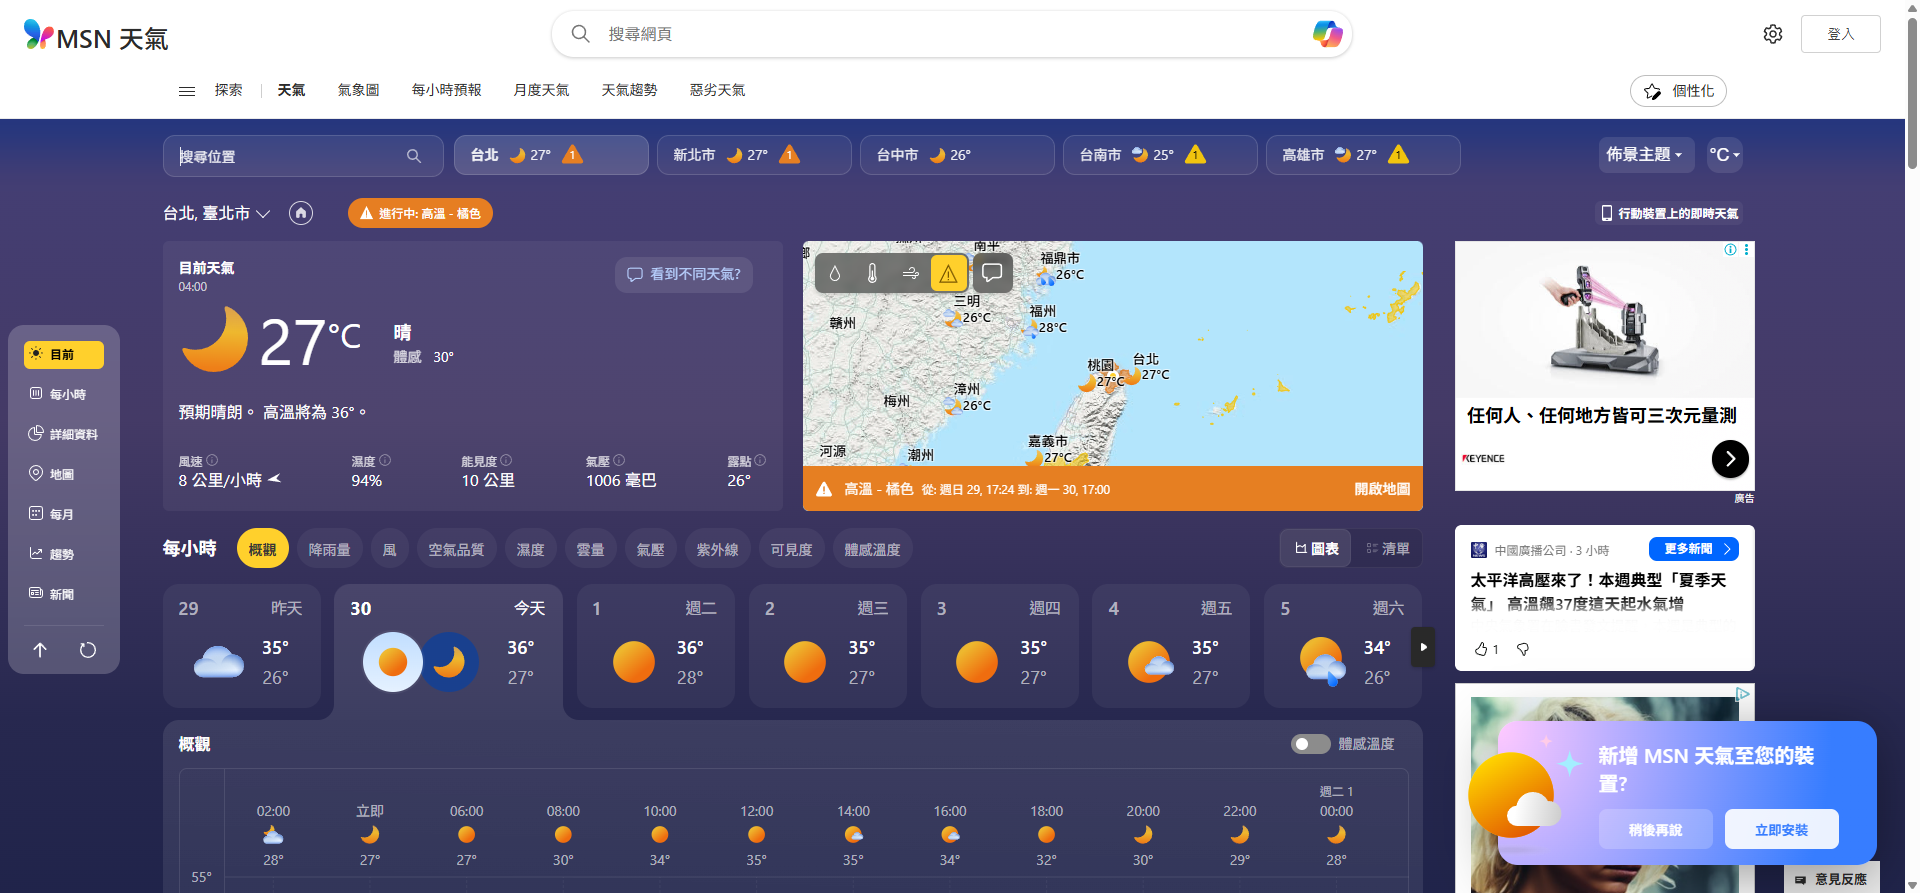 MSN 天氣
搜尋網頁
登入
探索
天氣
氣象圖
每小時預報
月度天氣
天氣趨勢
惡劣天氣
個性化
搜尋位置
台北 27° 1
新北市 27° 1
台中市 26°
台南市 25° 1
高雄市 27° 1
佈景主題
°C
台北, 臺北市
進行中: 高溫 - 橘色
行動裝置上的即時天氣
目前天氣
04:00
看到不同天氣?
27°C
晴
體感 30°
預期晴朗。 高溫將為 36°。
風速
8 公里/小時
濕度
94%
能見度
10 公里
氣壓
1006 毫巴
露點
26°
南平
福鼎市
26°C
三明
26°C
福州
28°C
贛州
台北
27°C
桃園
27°C
漳州
26°C
梅州
嘉義市
27°C
河源
潮州
高溫 - 橘色 從: 週日 29, 17:24 到: 週一 30, 17:00
開啟地圖
任何人、任何地方皆可三次元量測
KEYENCE
廣告
目前
每小時
詳細資料
地圖
每月
趨勢
新聞
每小時
概觀
降雨量
風
空氣品質
濕度
雲量
氣壓
紫外線
可見度
體感溫度
圖表
清單
29 昨天
35°
26°
30 今天
36°
27°
1 週二
36°
28°
2 週三
35°
27°
3 週四
35°
27°
4 週五
35°
27°
5 週六
34°
26°
中國廣播公司 · 3 小時
更多新聞
太平洋高壓來了！本週典型「夏季天
氣」 高溫飆37度這天起水氣增
1
概觀
體感溫度
02:00
28°
立即
27°
06:00
27°
08:00
30°
10:00
34°
12:00
35°
14:00
35°
16:00
34°
18:00
32°
20:00
30°
22:00
29°
週二 1
00:00
28°
55°
新增 MSN 天氣至您的裝
置?
稍後再說
立即安裝
意見反應